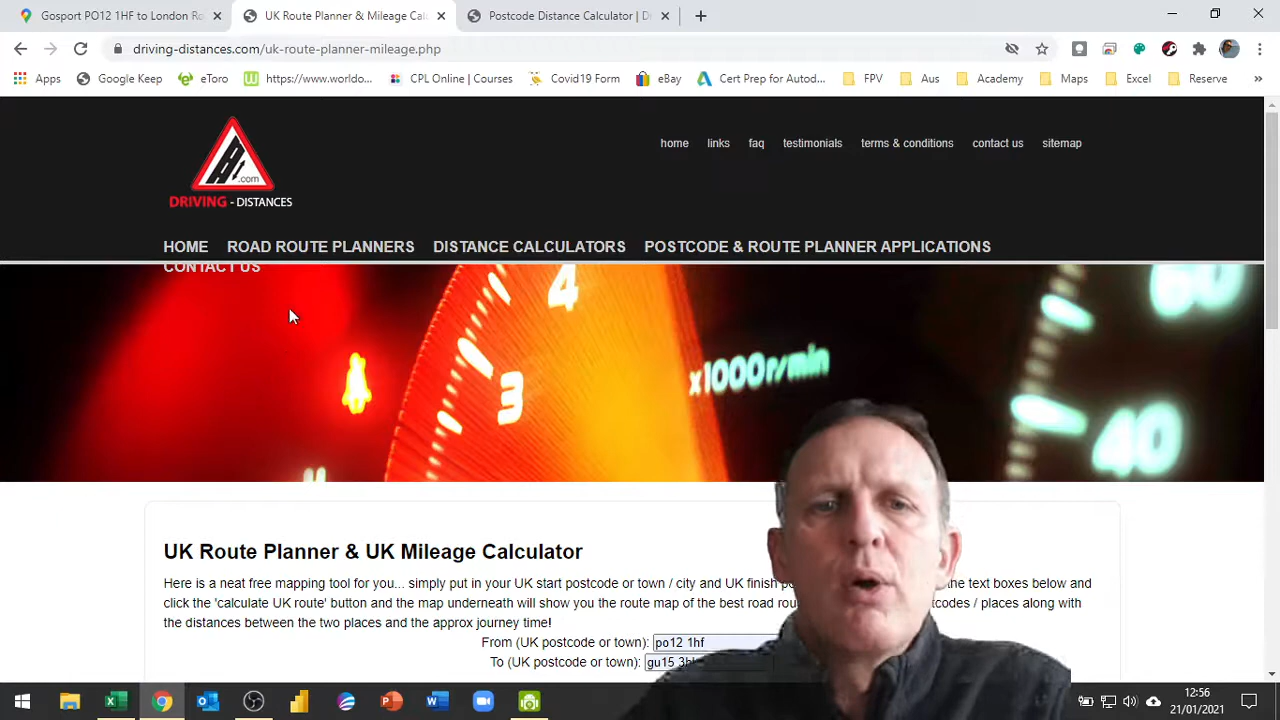 Gosport PO12 1HF to London Ro
UK Route Planner & Mileage Cal
Postcode Distance Calculator | D
driving-distances.com/uk-route-planner-mileage.php
Apps
Google Keep
eToro
https://www.worldo...
CPL Online | Courses
Covid19 Form
eBay
Cert Prep for Autod...
FPV
Aus
Academy
Maps
Excel
Reserve
.com
DRIVING - DISTANCES
home links faq testimonials terms & conditions contact us sitemap
HOME ROAD ROUTE PLANNERS DISTANCE CALCULATORS POSTCODE & ROUTE PLANNER APPLICATIONS
CONTACT US
4
3
x1000r/min
60
40
UK Route Planner & UK Mileage Calculator
Here is a neat free mapping tool for you... simply put in your UK start postcode or town / city and UK finish the text boxes below and
click the 'calculate UK route' button and the map underneath will show you the route map of the best road along with
the distances between the two places and the approx journey time!
From (UK postcode or town): po12 1hf
To (UK postcode or town): gu15
12:56
21/01/2021